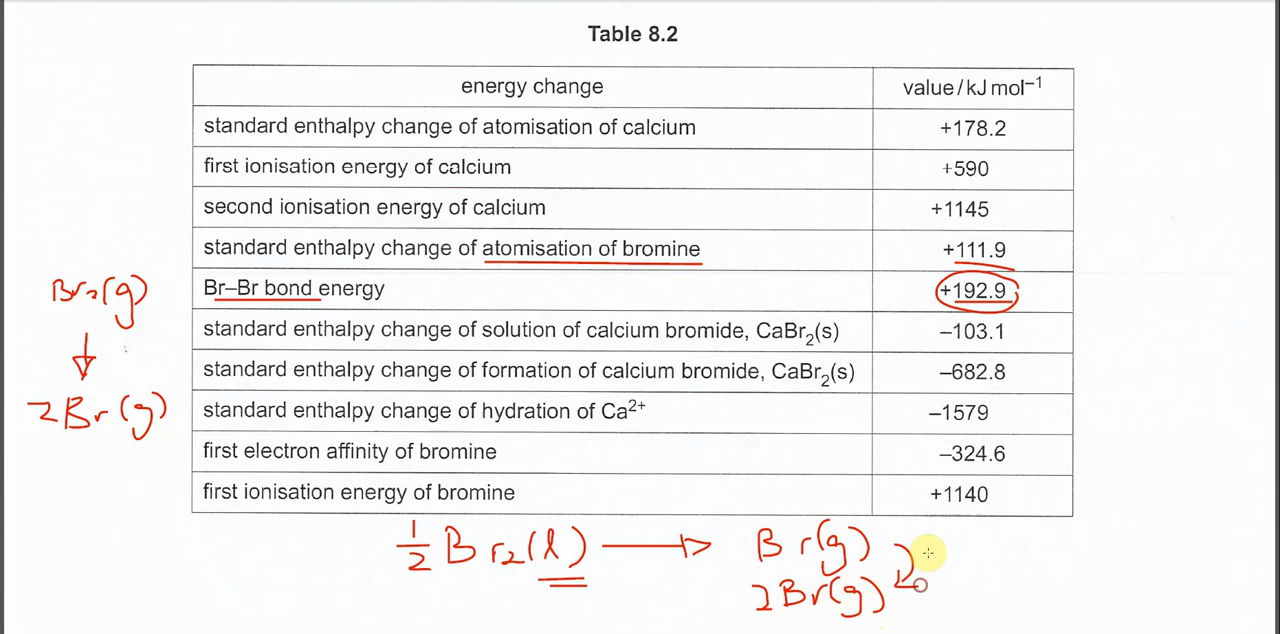 Table 8.2
energy change value / kJ mol⁻¹
standard enthalpy change of atomisation of calcium +178.2
first ionisation energy of calcium +590
second ionisation energy of calcium +1145
standard enthalpy change of atomisation of bromine +111.9
Br–Br bond energy +192.9
standard enthalpy change of solution of calcium bromide, CaBr₂(s) –103.1
standard enthalpy change of formation of calcium bromide, CaBr₂(s) –682.8
standard enthalpy change of hydration of Ca²⁺ –1579
first electron affinity of bromine –324.6
first ionisation energy of bromine +1140
Br₂(g)
↓
2Br(g)
½ Br₂(l) → Br(g)
2Br(g)